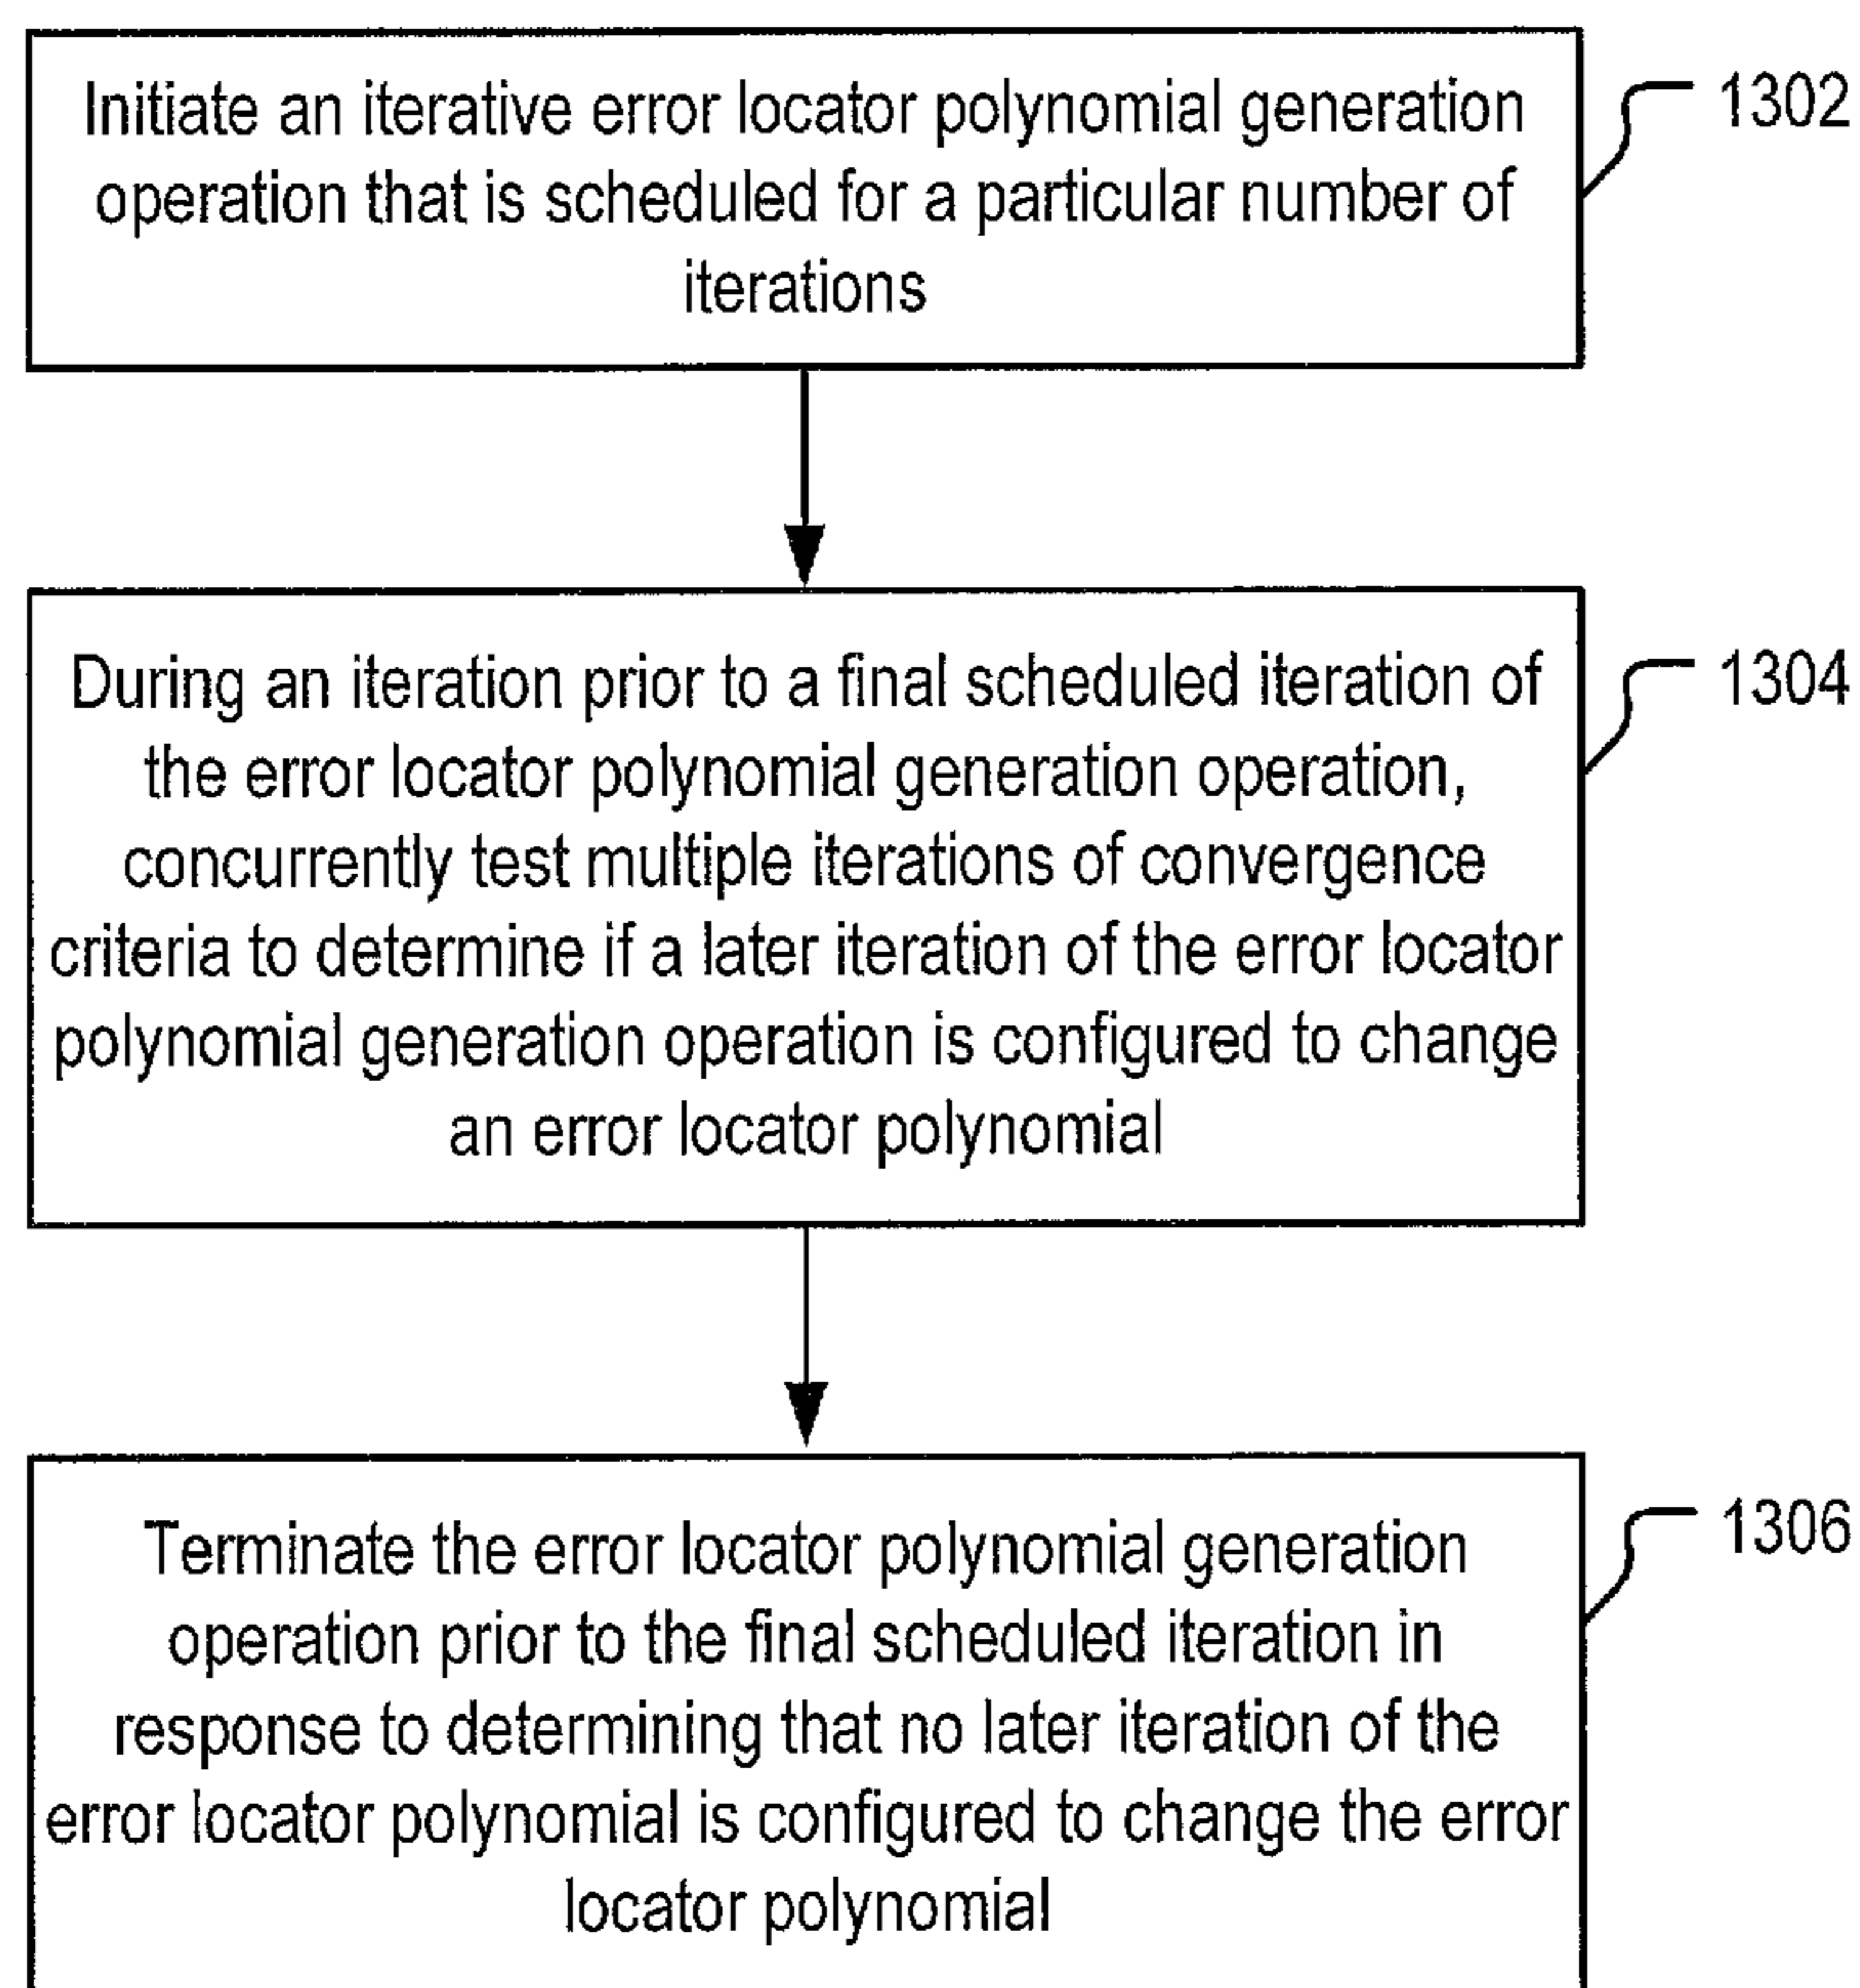 Initiate an iterative error locator polynomial generation
operation that is scheduled for a particular number of
iterations
1302
During an iteration prior to a final scheduled iteration of
the error locator polynomial generation operation,
concurrently test multiple iterations of convergence
criteria to determine if a later iteration of the error locator
polynomial generation operation is configured to change
an error locator polynomial
1304
Terminate the error locator polynomial generation
operation prior to the final scheduled iteration in
response to determining that no later iteration of the
error locator polynomial is configured to change the error
locator polynomial
1306